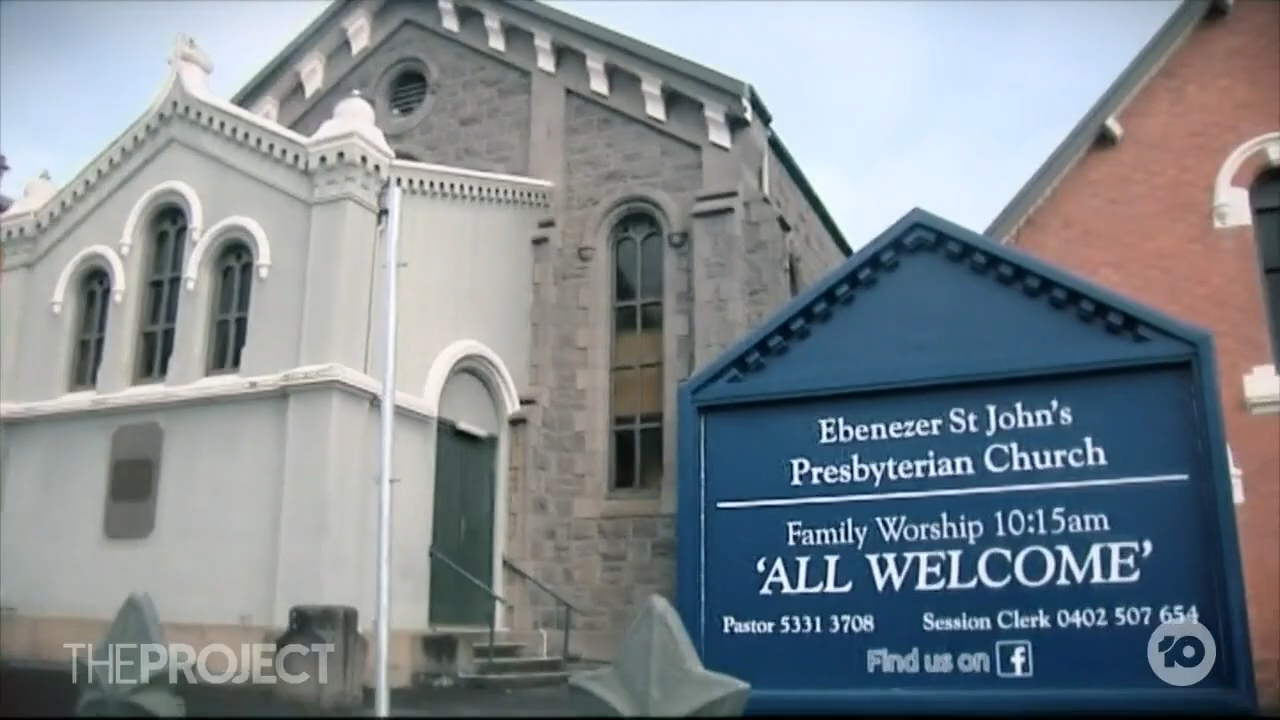 Ebenezer St John's
Presbyterian Church
Family Worship 10:15am
'ALL WELCOME'
Pastor 5331 3708 Session Clerk 0402 507 654
Find us on f
THEPROJECT
10